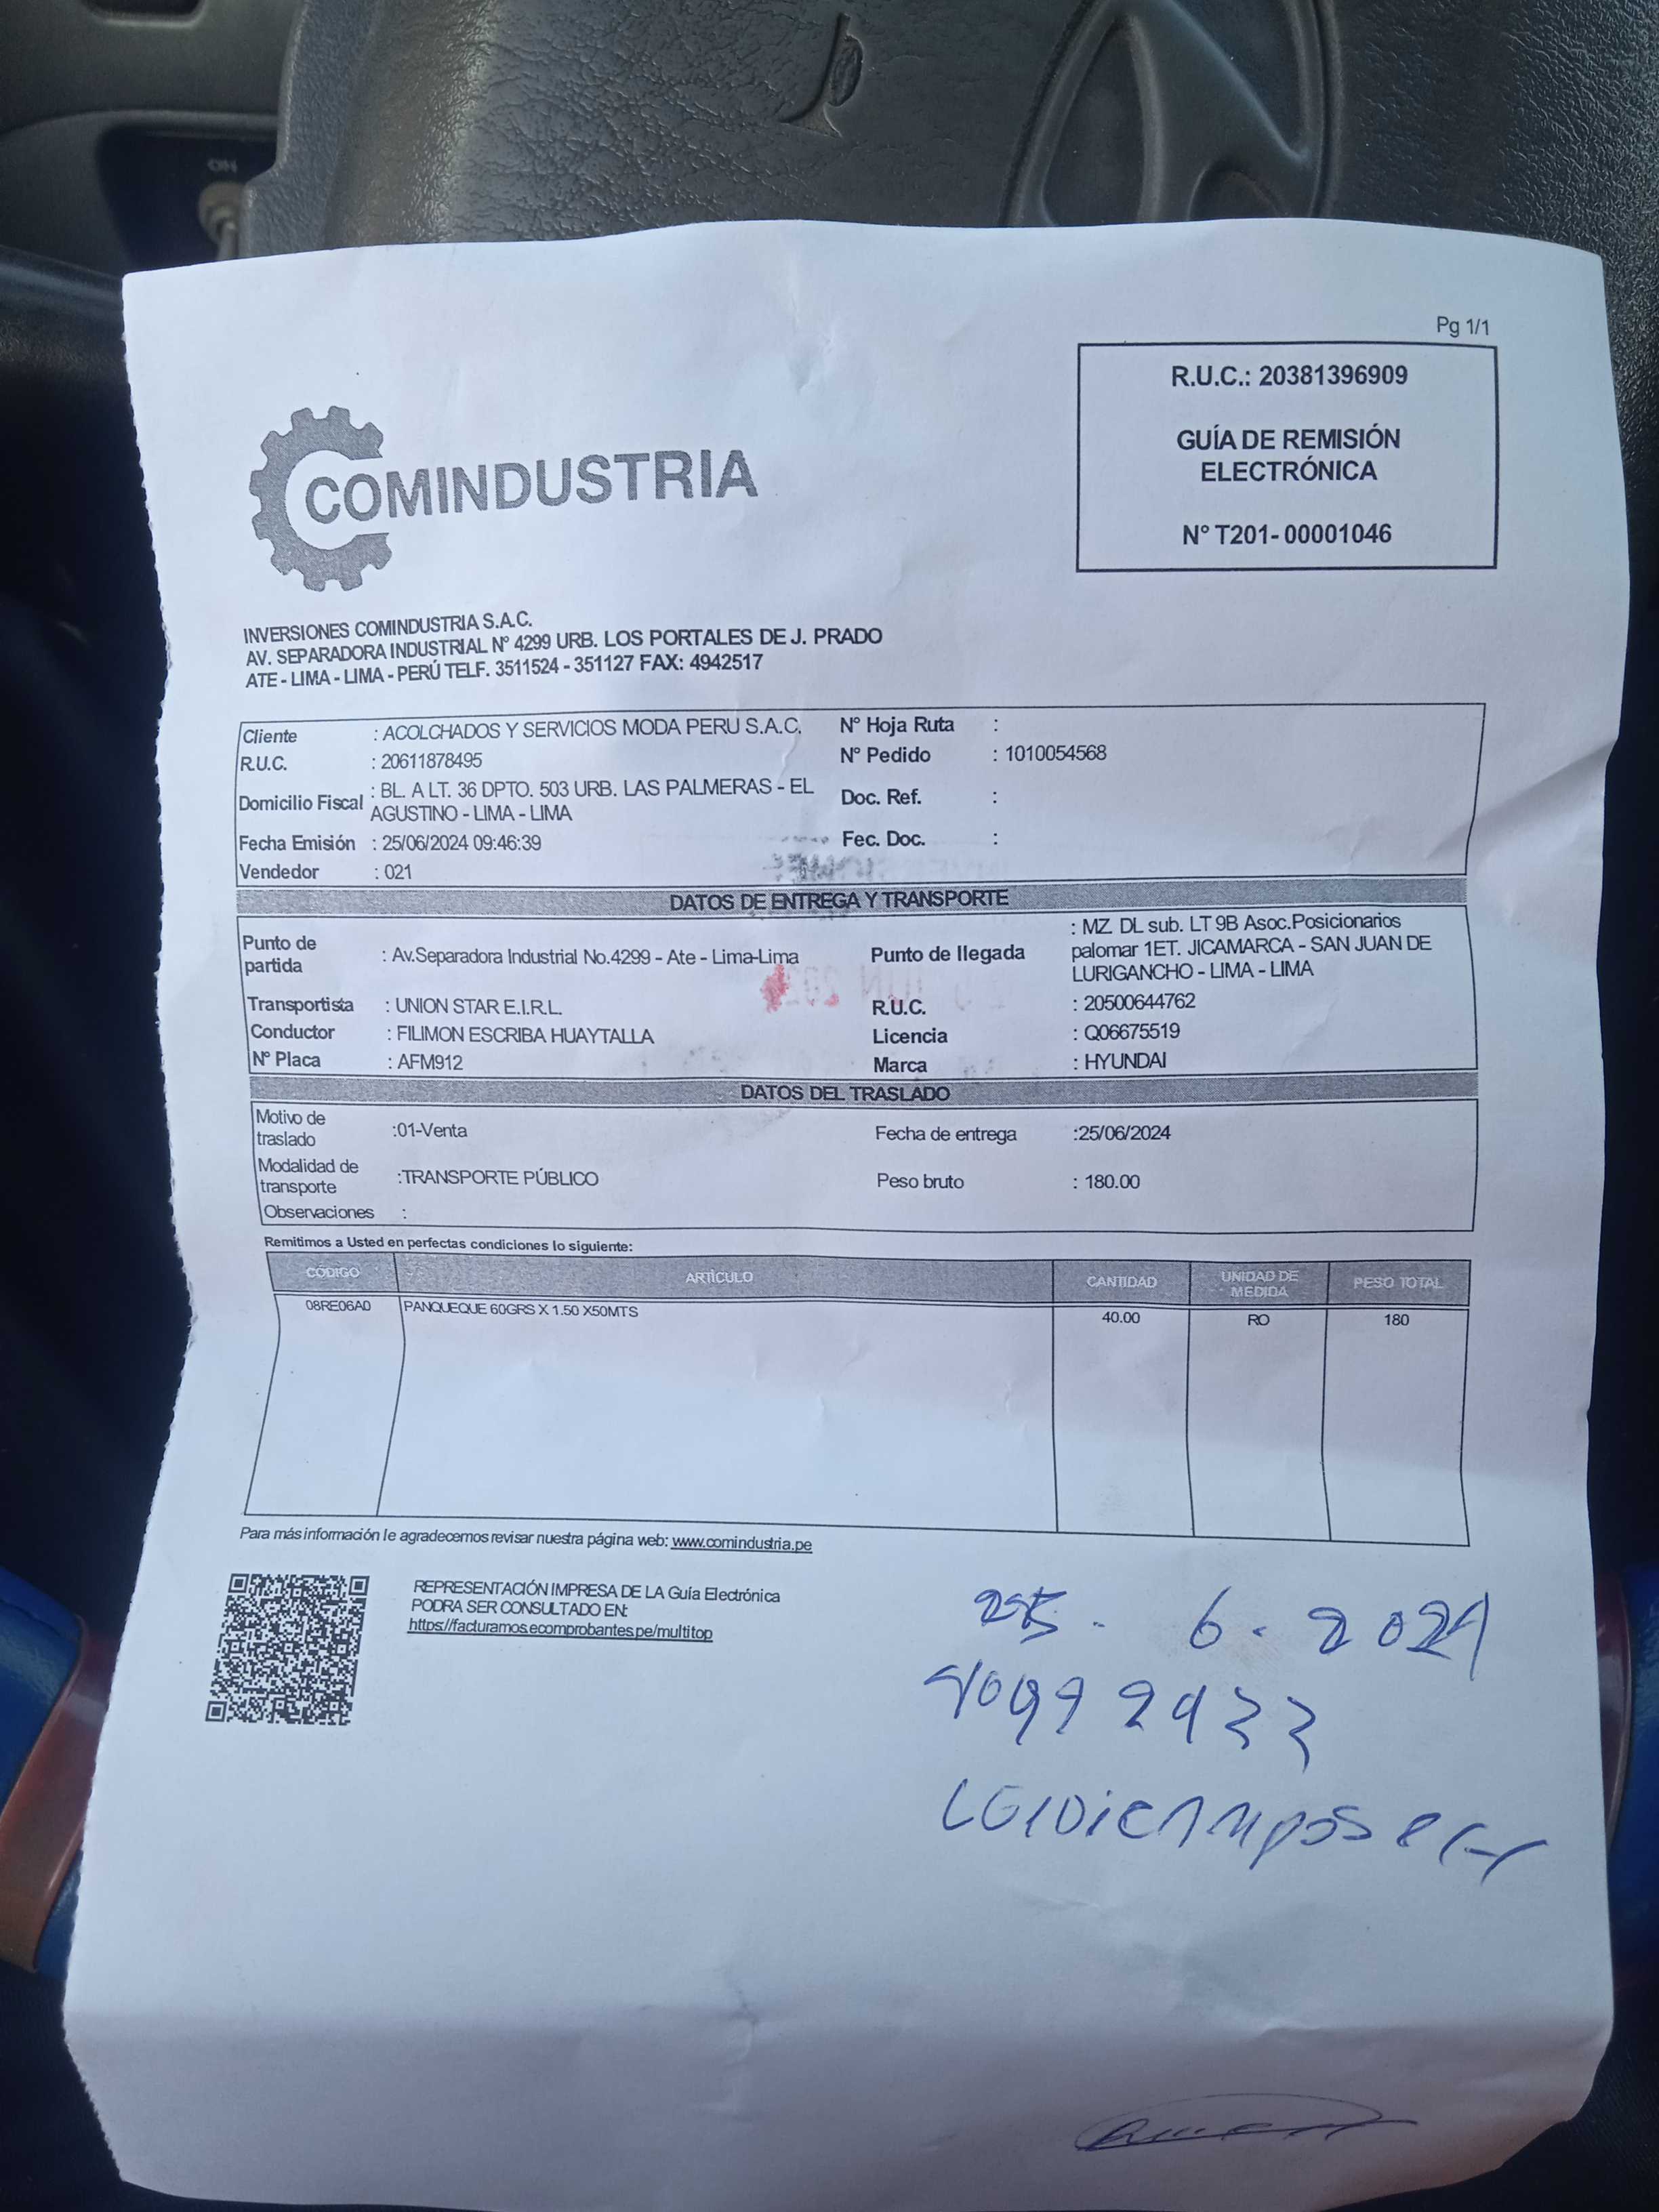 ON
Pg 1/1
R.U.C.: 20381396909
GUÍA DE REMISIÓN
ELECTRÓNICA
N° T201- 00001046
COMINDUSTRIA
INVERSIONES COMINDUSTRIA S.A.C.
AV. SEPARADORA INDUSTRIAL N° 4299 URB. LOS PORTALES DE J. PRADO
ATE - LIMA - LIMA - PERÚ TELF. 3511524 - 351127 FAX: 4942517
Cliente : ACOLCHADOS Y SERVICIOS MODA PERU S.A.C. N° Hoja Ruta :
R.U.C. : 20611878495 N° Pedido : 1010054568
Domicilio Fiscal : BL. A LT. 36 DPTO. 503 URB. LAS PALMERAS - EL
AGUSTINO - LIMA - LIMA Doc. Ref. :
Fecha Emisión : 25/06/2024 09:46:39 Fec. Doc. :
Vendedor : 021
DATOS DE ENTREGA Y TRANSPORTE
Punto de
partida : Av.Separadora Industrial No.4299 - Ate - Lima-Lima
Punto de llegada : MZ. DL sub. LT 9B Asoc.Posicionarios
palomar 1ET. JICAMARCA - SAN JUAN DE
LURIGANCHO - LIMA - LIMA
Transportista : UNION STAR E.I.R.L. R.U.C. : 20500644762
Conductor : FILIMON ESCRIBA HUAYTALLA Licencia : Q06675519
N° Placa : AFM912 Marca : HYUNDAI
DATOS DEL TRASLADO
Motivo de
traslado :01-Venta Fecha de entrega :25/06/2024
Modalidad de
transporte :TRANSPORTE PÚBLICO Peso bruto : 180.00
Observaciones :
Remitimos a Usted en perfectas condiciones lo siguiente:
CÓDIGO ARTÍCULO CANTIDAD UNIDAD DE MEDIDA PESO TOTAL
08RE06AD PANQUEQUE 60GRS X 1.50 X50MTS 40.00 RO 180
Para más información le agradecemos revisar nuestra página web: www.comindustria.pe
REPRESENTACIÓN IMPRESA DE LA Guía Electrónica
PODRA SER CONSULTADO EN:
https://facturamos.ecomprobantes.pe/multitop
25. 6. 2024